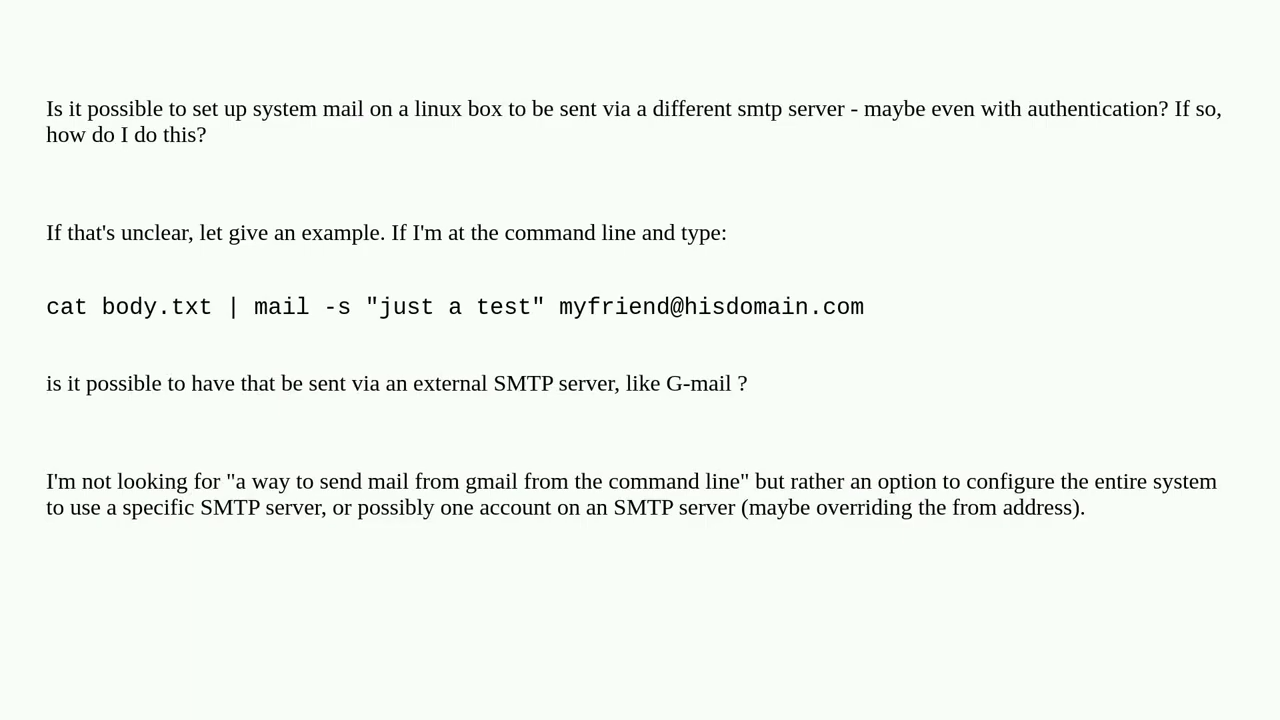 Is it possible to set up system mail on a linux box to be sent via a different smtp server - maybe even with authentication? If so,
how do I do this?
If that's unclear, let give an example. If I'm at the command line and type:
cat body.txt | mail -s "just a test" myfriend@hisdomain.com
is it possible to have that be sent via an external SMTP server, like G-mail ?
I'm not looking for "a way to send mail from gmail from the command line" but rather an option to configure the entire system
to use a specific SMTP server, or possibly one account on an SMTP server (maybe overriding the from address).